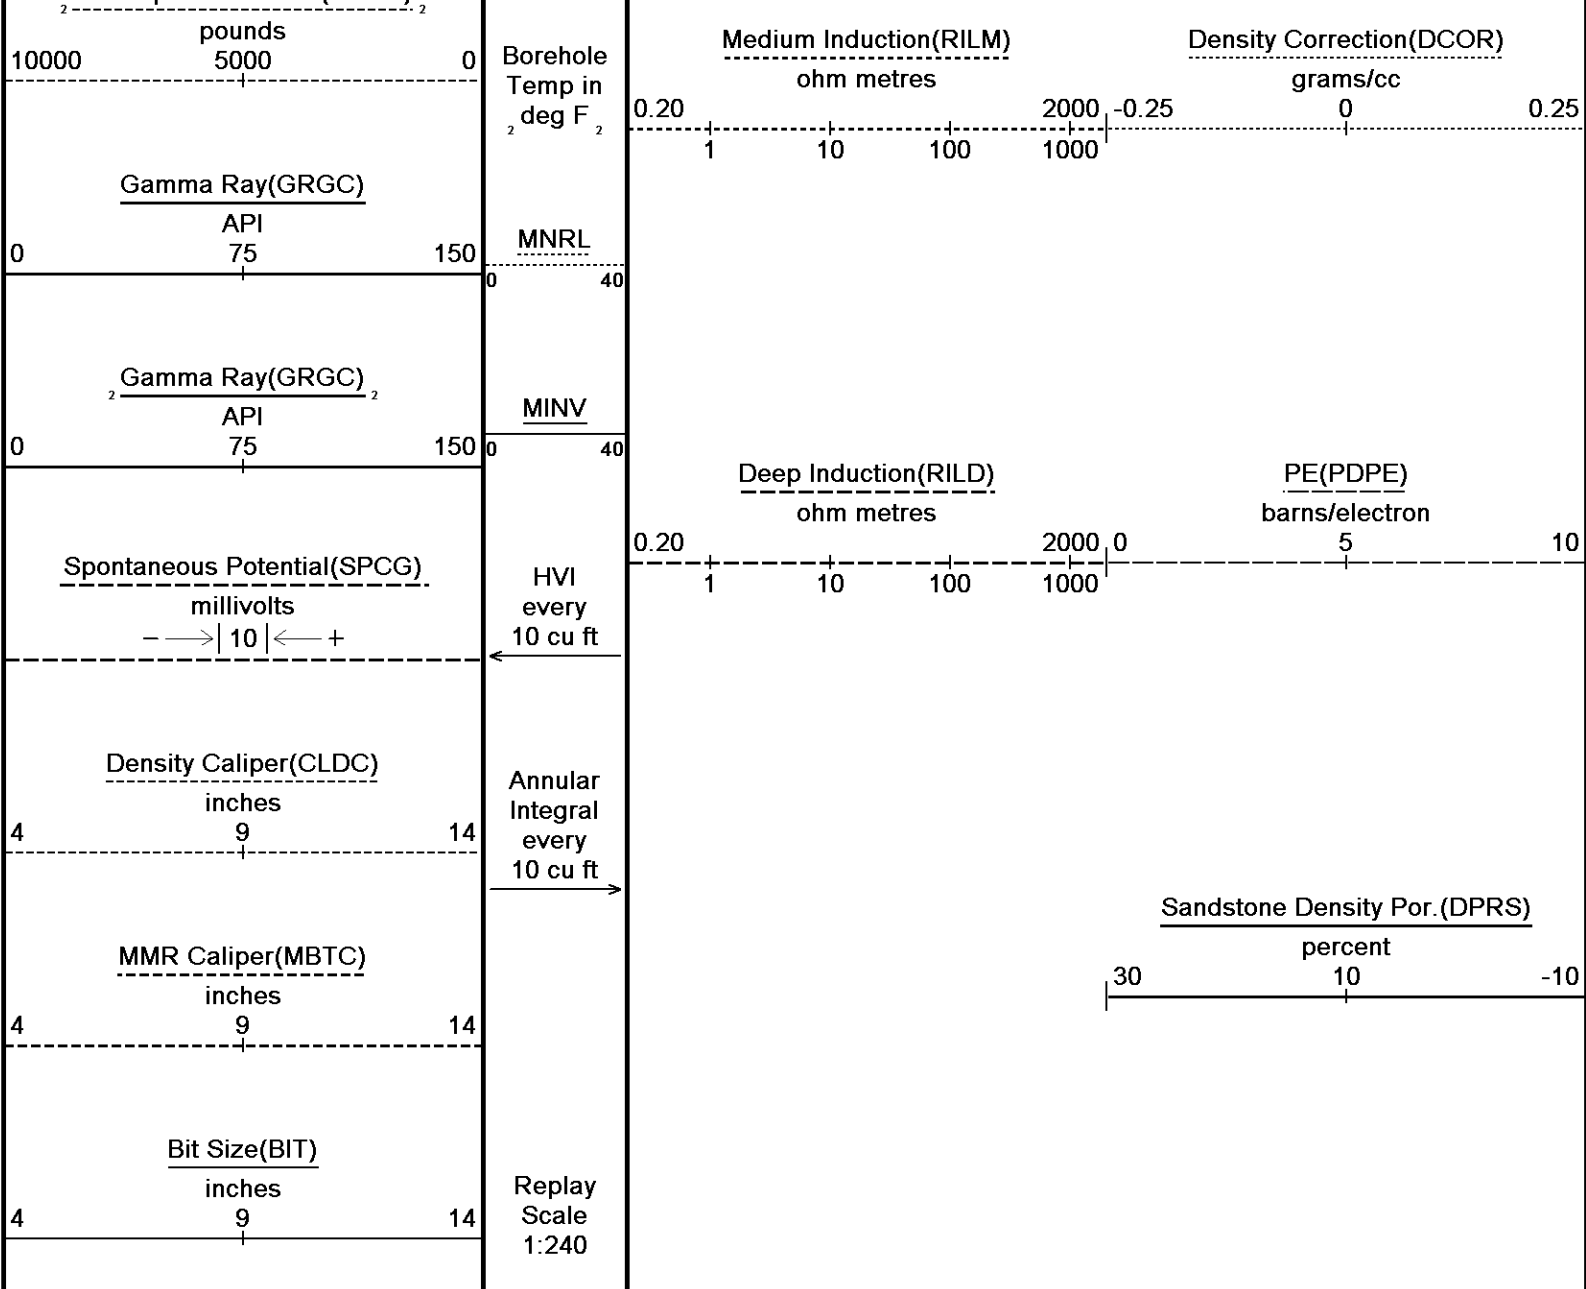 pounds
10000 5000 0
Gamma Ray(GRGC)
API
0 75 150
2 Gamma Ray(GRGC) 2
API
0 75 150
Spontaneous Potential(SPCG)
millivolts
− 10 +
Density Caliper(CLDC)
inches
4 9 14
MMR Caliper(MBTC)
inches
4 9 14
Bit Size(BIT)
inches
4 9 14
Borehole
Temp in
2 deg F 2
MNRL
0 40
MINV
0 40
HVI
every
10 cu ft
Annular
Integral
every
10 cu ft
Replay
Scale
1:240
Medium Induction(RILM)
ohm metres
0.20 2000
1 10 100 1000
Deep Induction(RILD)
ohm metres
0.20 2000
1 10 100 1000
Density Correction(DCOR)
grams/cc
-0.25 0 0.25
PE(PDPE)
barns/electron
0 5 10
Sandstone Density Por.(DPRS)
percent
30 10 -10